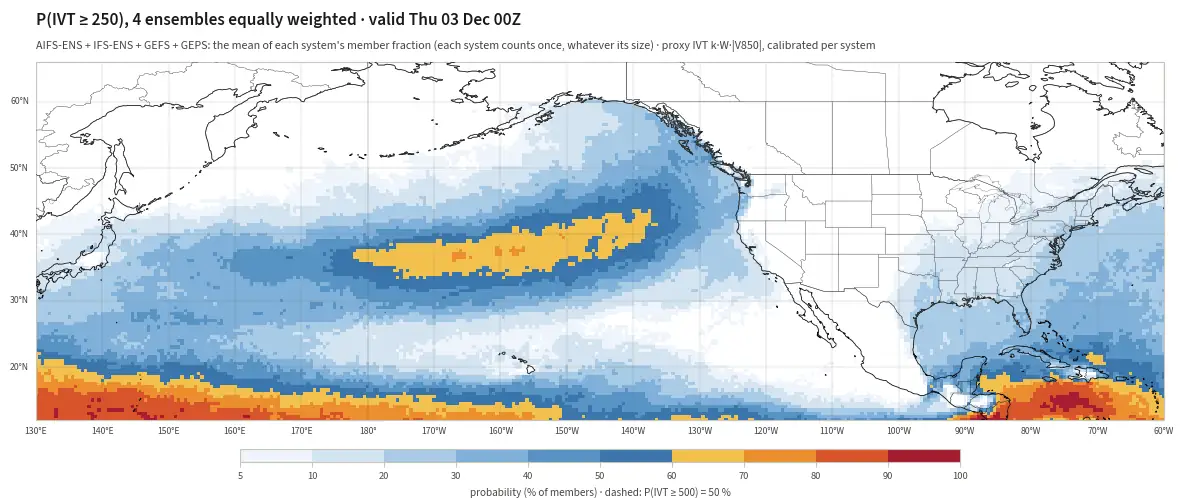 P(IVT ≥ 250), 4 ensembles equally weighted · valid Thu 03 Dec 00Z
AIFS-ENS + IFS-ENS + GEFS + GEPS: the mean of each system's member fraction (each system counts once, whatever its size) · proxy IVT k·W·|V850|, calibrated per system
60°N
50°N
40°N
30°N
20°N
130°E 140°E 150°E 160°E 170°E 180° 170°W 160°W 150°W 140°W 130°W 120°W 110°W 100°W 90°W 80°W 70°W 60°W
5 10 20 30 40 50 60 70 80 90 100
probability (% of members) · dashed: P(IVT ≥ 500) = 50 %